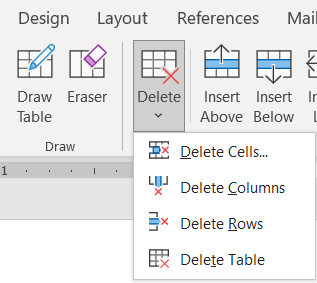 Design Layout References Mail
Draw Table
Eraser
Delete
Insert Above
Insert Below
L
Draw
1
Delete Cells...
Delete Columns
Delete Rows
Delete Table